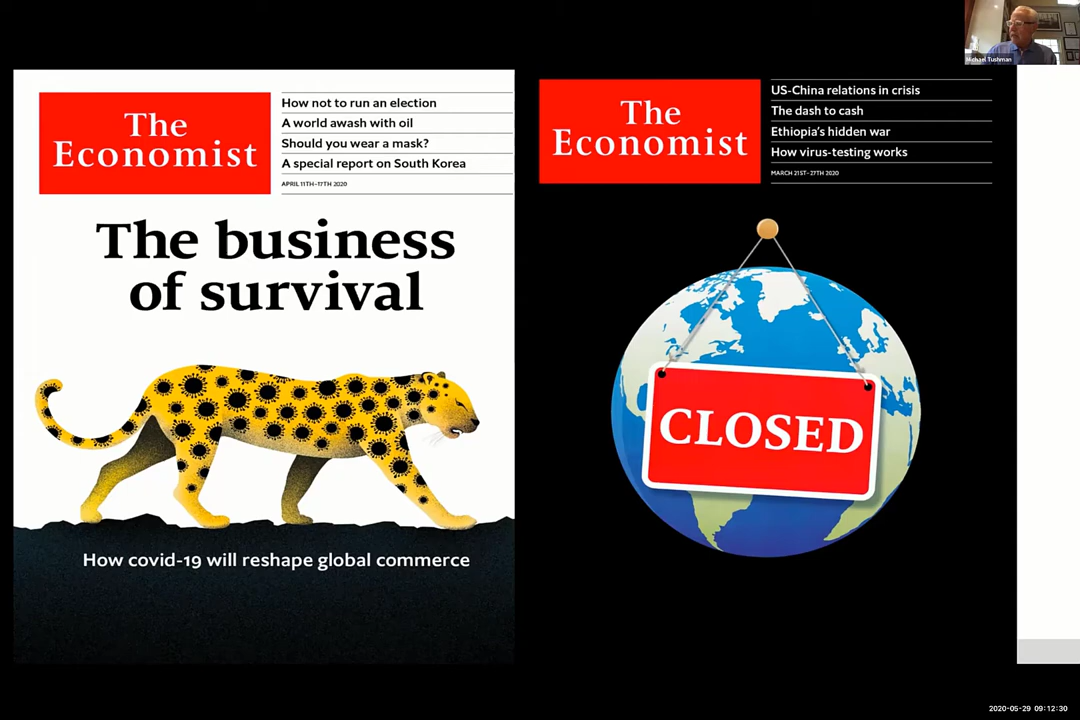 The
Economist
How not to run an election
A world awash with oil
Should you wear a mask?
A special report on South Korea
APRIL 11TH–17TH 2020
The business
of survival
How covid-19 will reshape global commerce
The
Economist
US-China relations in crisis
The dash to cash
Ethiopia's hidden war
How virus-testing works
MARCH 21ST–27TH 2020
CLOSED
Michael Tushman
2020-05-29 09:12:30